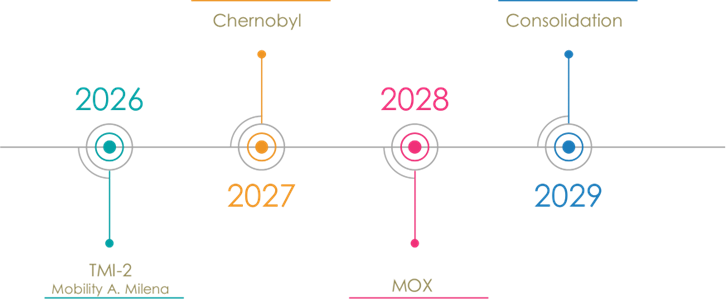 Chernobyl
Consolidation
2026
2028
2027
2029
TMI-2
Mobility A. Milena
MOX